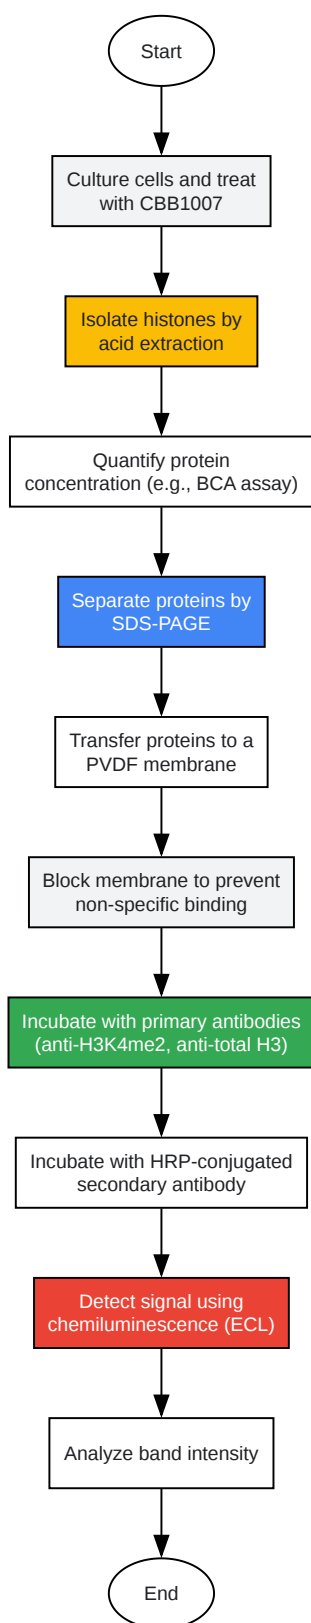 Start
Culture cells and treat
with CBB1007
Isolate histones by
acid extraction
Quantify protein
concentration (e.g., BCA assay)
Separate proteins by
SDS-PAGE
Transfer proteins to a
PVDF membrane
Block membrane to prevent
non-specific binding
Incubate with primary antibodies
(anti-H3K4me2, anti-total H3)
Incubate with HRP-conjugated
secondary antibody
Detect signal using
chemiluminescence (ECL)
Analyze band intensity
End